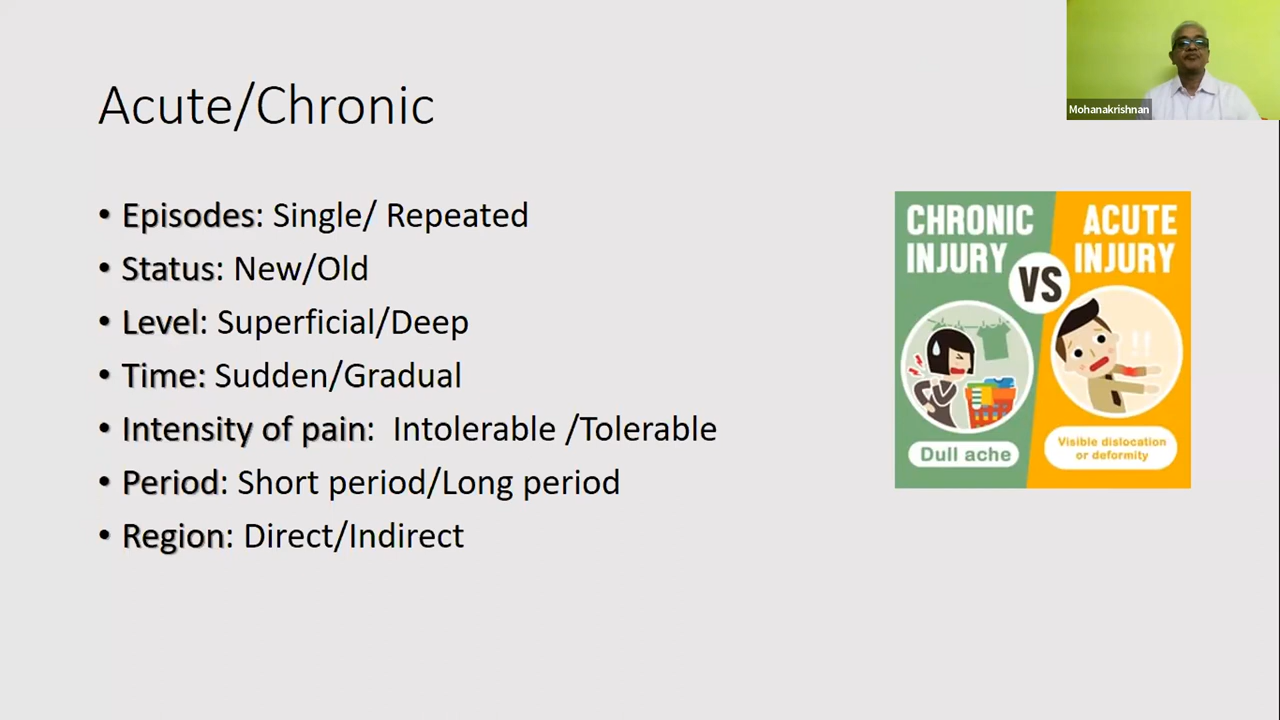 Acute/Chronic
Mohanakrishnan
• Episodes: Single/ Repeated
• Status: New/Old
• Level: Superficial/Deep
• Time: Sudden/Gradual
• Intensity of pain:  Intolerable /Tolerable
• Period: Short period/Long period
• Region: Direct/Indirect
CHRONIC
INJURY
VS
ACUTE
INJURY
!!
Dull ache
Visible dislocation
or deformity